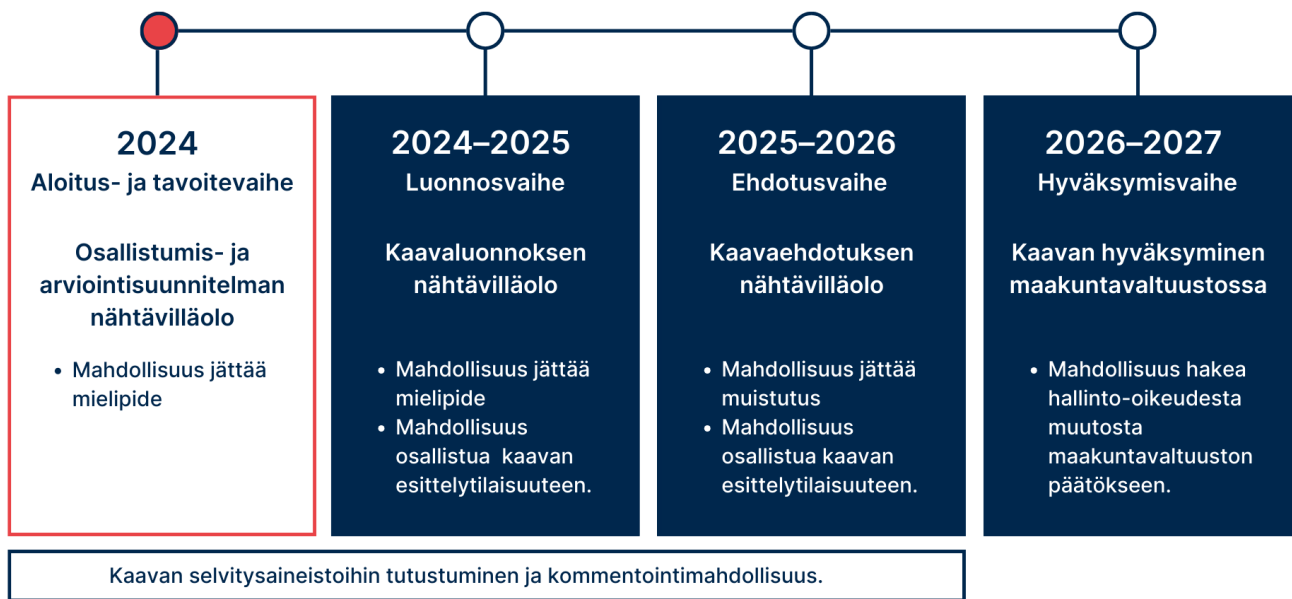 2024
Aloitus- ja tavoitevaihe
Osallistumis- ja
arviointisuunnitelman
nähtävilläolo
• Mahdollisuus jättää
mielipide
2024–2025
Luonnosvaihe
Kaavaluonnoksen
nähtävilläolo
• Mahdollisuus jättää
mielipide
• Mahdollisuus
osallistua kaavan
esittelytilaisuuteen.
2025–2026
Ehdotusvaihe
Kaavaehdotuksen
nähtävilläolo
• Mahdollisuus jättää
muistutus
• Mahdollisuus
osallistua kaavan
esittelytilaisuuteen.
2026–2027
Hyväksymisvaihe
Kaavan hyväksyminen
maakuntavaltuustossa
• Mahdollisuus hakea
hallinto-oikeudesta
muutosta
maakuntavaltuuston
päätökseen.
Kaavan selvitysaineistoihin tutustuminen ja kommentointimahdollisuus.